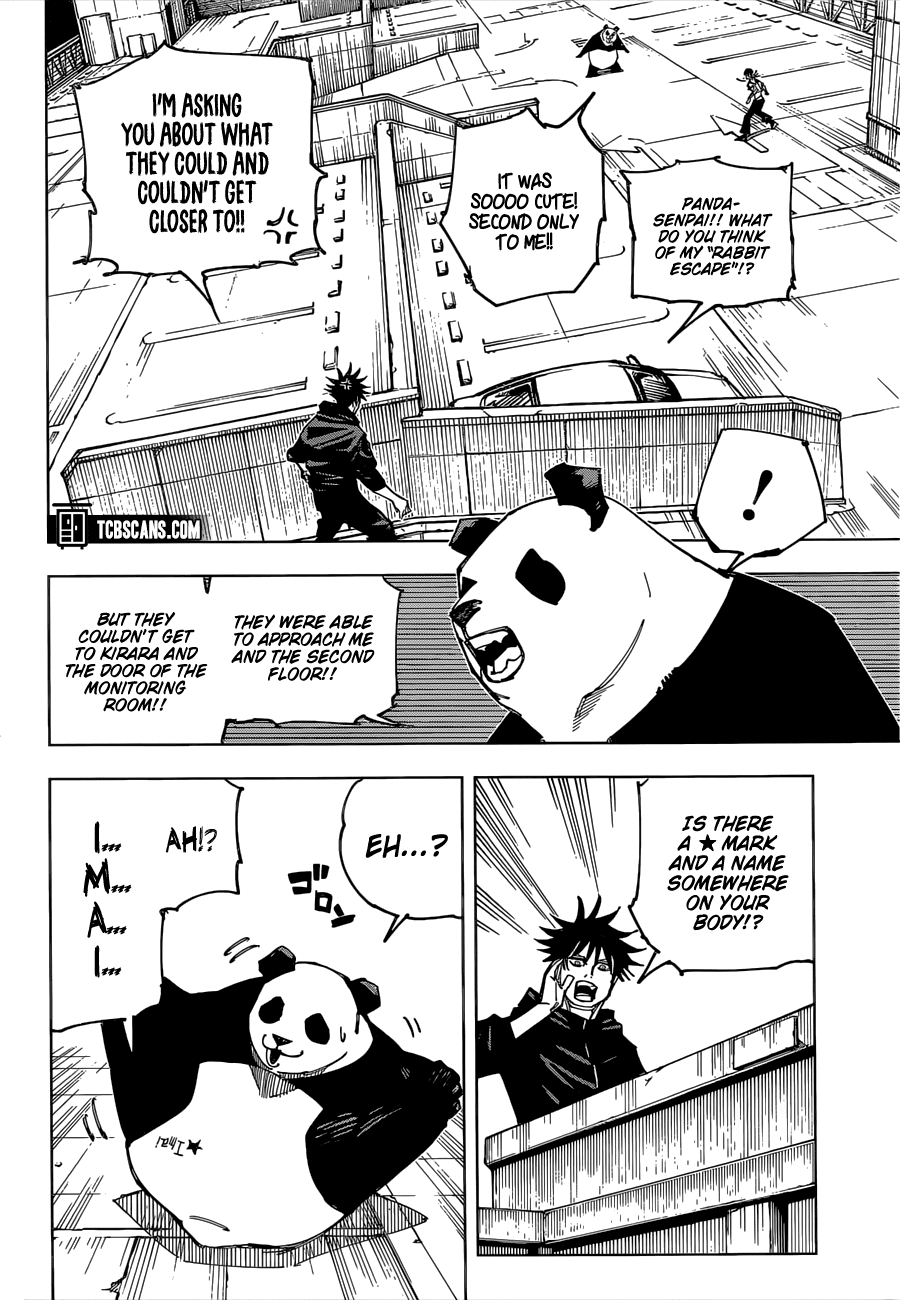 PANDA-
SENPAI!! WHAT
DO YOU THINK
OF MY "RABBIT
ESCAPE"!?
IT WAS
SOOOO CUTE!
SECOND ONLY
TO ME!!
I'M ASKING
YOU ABOUT WHAT
THEY COULD AND
COULDN'T GET
CLOSER TO!!
TCBSCANS.COM
!
THEY WERE ABLE
TO APPROACH ME
AND THE SECOND
FLOOR!!
BUT THEY
COULDN'T GET
TO KIRARA AND
THE DOOR OF THE
MONITORING
ROOM!!
IS THERE
A ★ MARK
AND A NAME
SOMEWHERE
ON YOUR
BODY!?
EH...?
ゴロン
AH!?
I...
M...
A...
I...
★ Imai